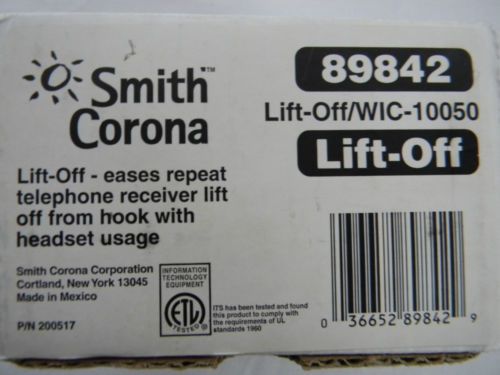 Smith™
Corona
89842
Lift-Off/WIC-10050
Lift-Off
Lift-Off - eases repeat
telephone receiver lift
off from hook with
headset usage
Smith Corona Corporation
Cortland, New York 13045
Made in Mexico
P/N 200517
INFORMATION
TECHNOLOGY
EQUIPMENT
ETL
TESTED
ITS has been tested and found
this product to comply with
the requirements of UL
standards 1950
0 36652 89842 9